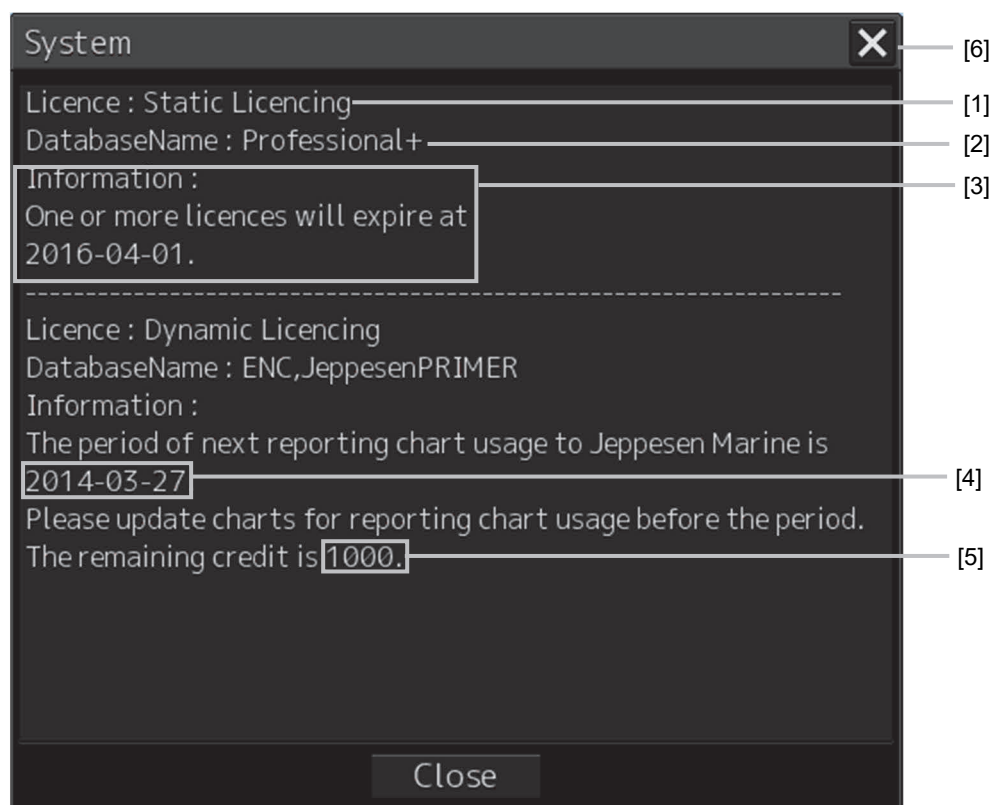 System
[6]
Licence : Static Licencing
[1]
DatabaseName : Professional+
[2]
Information :
[3]
One or more licences will expire at
2016-04-01.
--------------------------------------------------------------------
Licence : Dynamic Licencing
DatabaseName : ENC,JeppesenPRIMER
Information :
The period of next reporting chart usage to Jeppesen Marine is
2014-03-27
[4]
Please update charts for reporting chart usage before the period.
The remaining credit is 1000.
[5]
Close